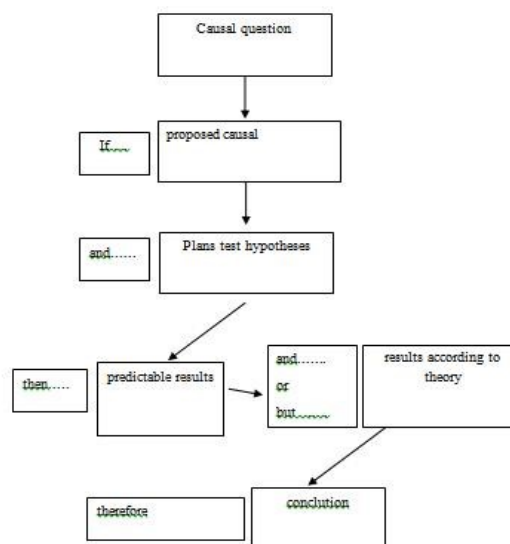 Causal question
If.....
proposed causal
and......
Plans test hypotheses
then.....
predictable results
and.......
or
but.......
results according to
theory
therefore
conclution